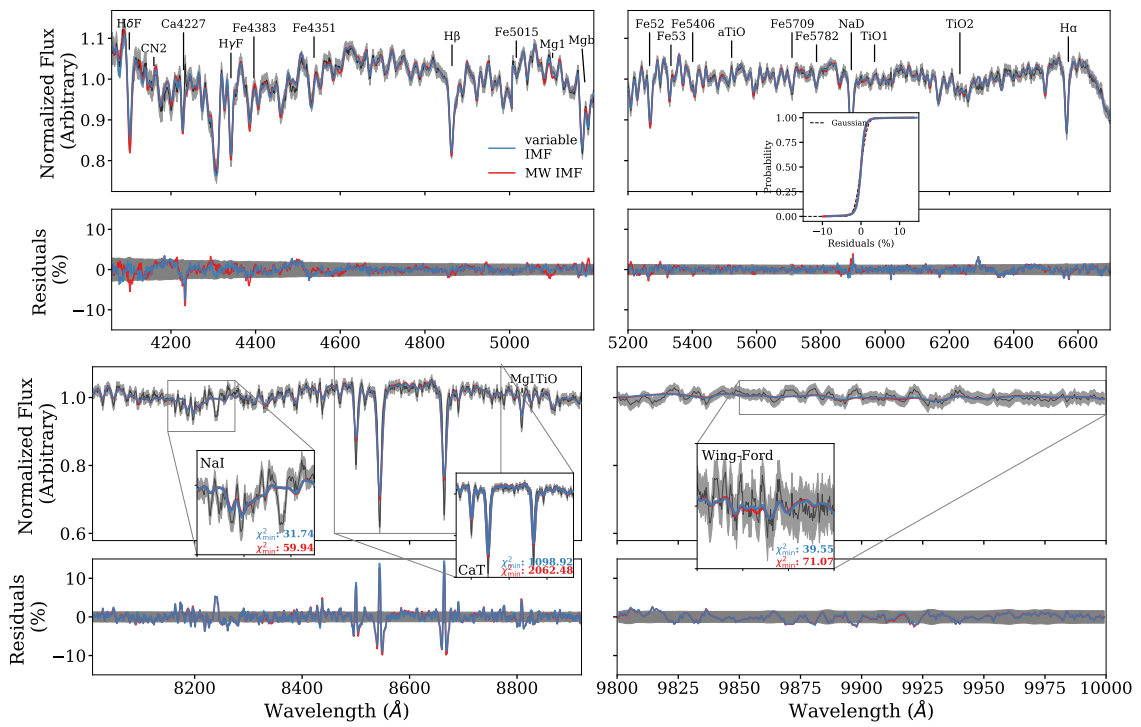 HδF
CN2
Ca4227
HγF
Fe4383
Fe4351
Hβ
Fe5015
Mg1
Mgb
Normalized Flux
(Arbitrary)
1.1
1.0
0.9
0.8
variable
IMF
MW IMF
Fe52
Fe53
Fe5406
aTiO
Fe5709
Fe5782
NaD
TiO1
TiO2
Hα
Gaussian
Probability
1.00
0.75
0.50
0.25
0.00
−10 0 10
Residuals (%)
Residuals
(%)
10
0
−10
4200 4400 4600 4800 5000
5200 5400 5600 5800 6000 6200 6400 6600
Normalized Flux
(Arbitrary)
1.0
0.8
0.6
MgI TiO
NaI
χ²min: 31.74
χ²min: 59.94
CaT
χ²min: 1098.92
χ²min: 2062.48
Wing-Ford
χ²min: 39.55
χ²min: 71.07
Residuals
(%)
10
0
−10
8200 8400 8600 8800
Wavelength (Å)
9800 9825 9850 9875 9900 9925 9950 9975 10000
Wavelength (Å)